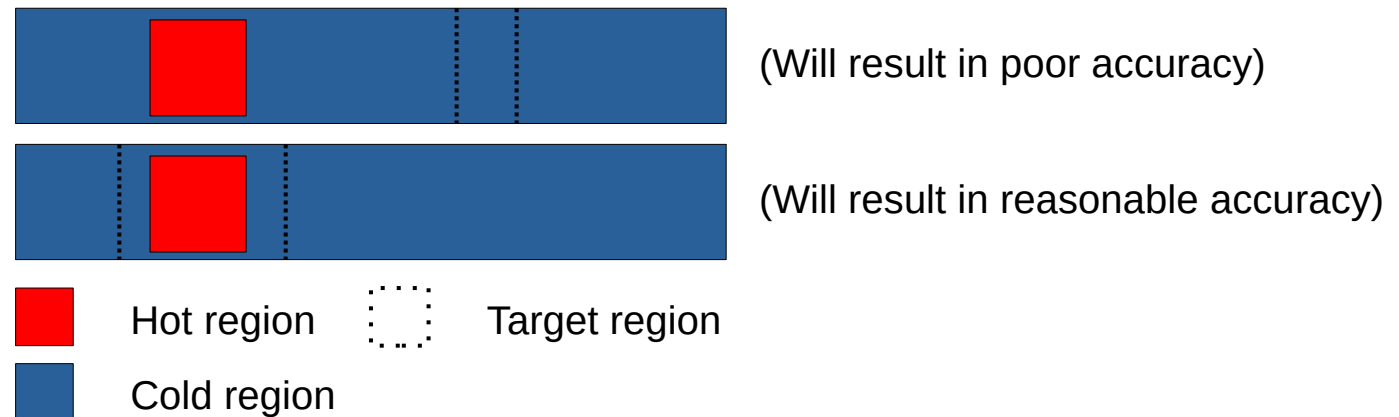 (Will result in poor accuracy)
(Will result in reasonable accuracy)
Hot region
Target region
Cold region